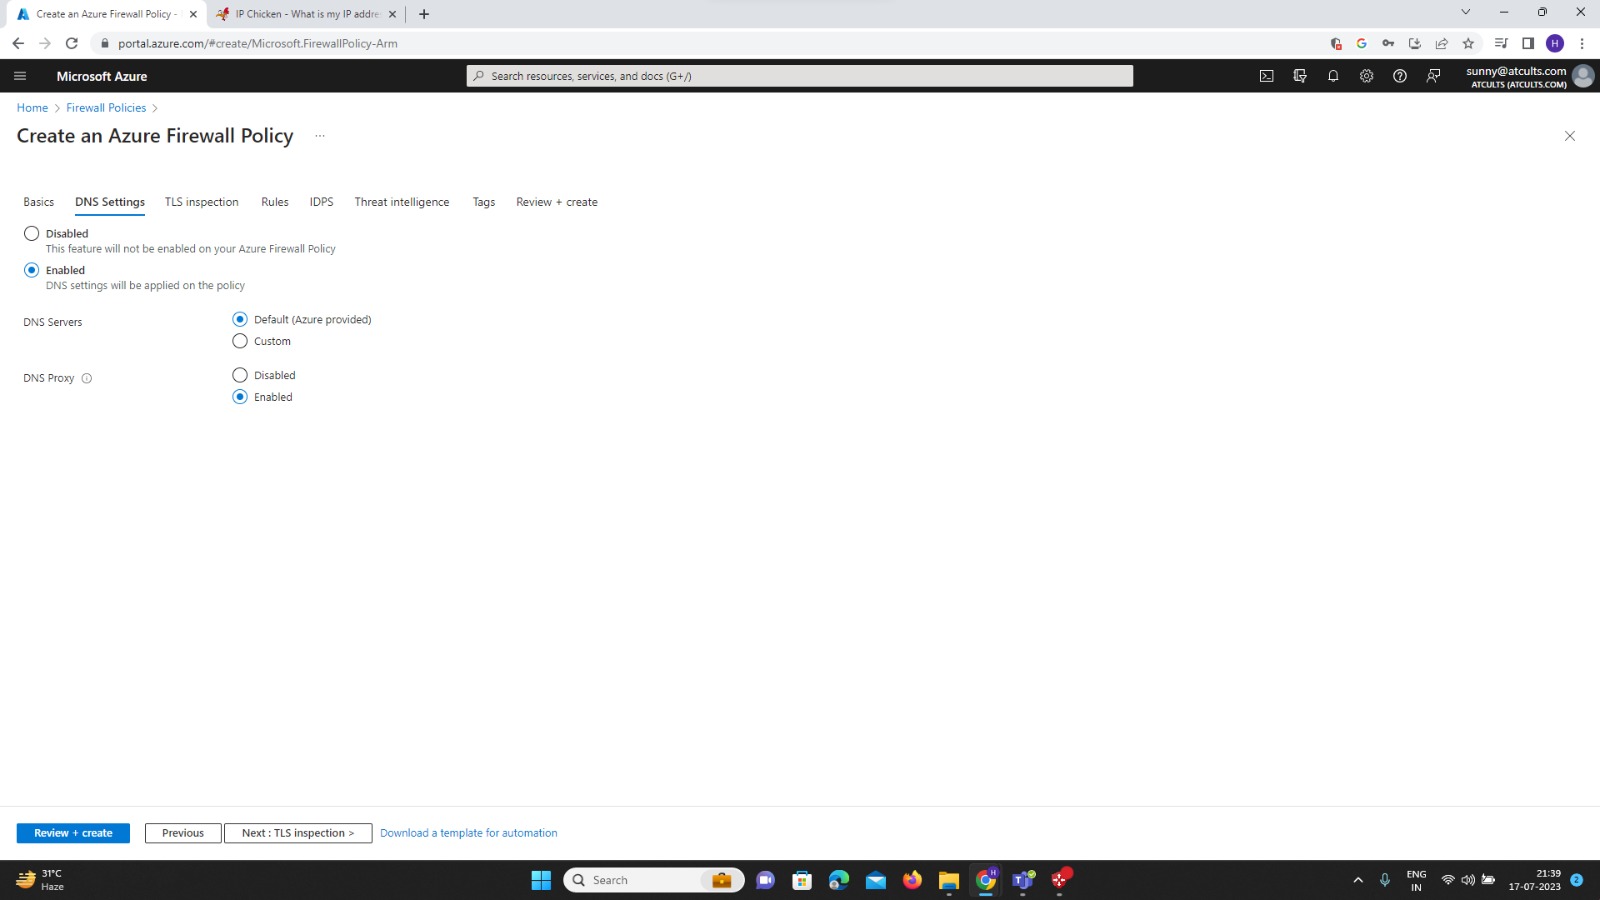 Create an Azure Firewall Policy -
IP Chicken - What is my IP addre
portal.azure.com/#create/Microsoft.FirewallPolicy-Arm
H
Microsoft Azure
Search resources, services, and docs (G+/)
sunny@atcults.com
ATCULTS (ATCULTS.COM)
Home > Firewall Policies >
Create an Azure Firewall Policy ...
Basics DNS Settings TLS inspection Rules IDPS Threat intelligence Tags Review + create
Disabled
This feature will not be enabled on your Azure Firewall Policy
Enabled
DNS settings will be applied on the policy
DNS Servers
Default (Azure provided)
Custom
DNS Proxy
Disabled
Enabled
Review + create
Previous
Next : TLS inspection >
Download a template for automation
31°C
Haze
Search
ENG
IN
21:39
17-07-2023
2